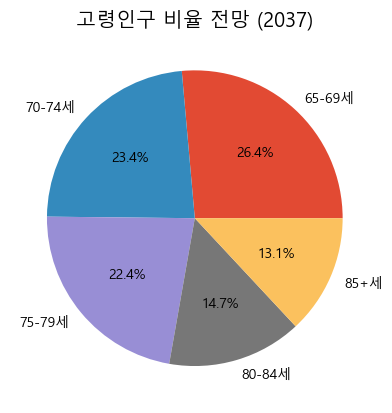 고령인구 비율 전망 (2037)
65-69세
70-74세
26.4%
23.4%
13.1%
22.4%
85+세
14.7%
75-79세
80-84세